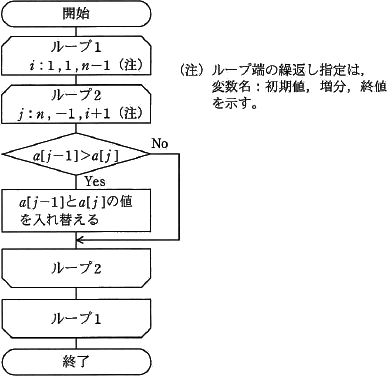 開始
ループ1
i：1，1，n−1（注）
ループ2
j：n，−1，i＋1（注）
a[j−1]＞a[j]
No
Yes
a[j−1]とa[j]の値
を入れ替える
ループ2
ループ1
終了
（注）ループ端の繰返し指定は，
変数名：初期値，増分，終値
を示す。